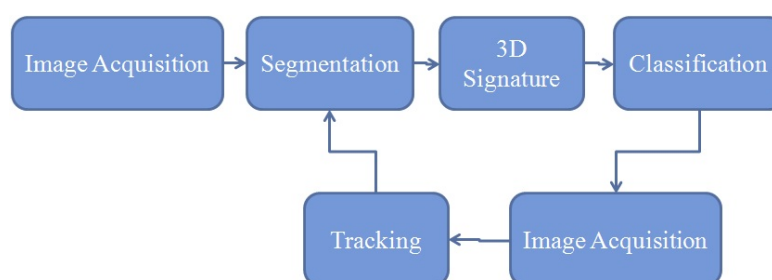 Image Acquisition
Segmentation
3D
Signature
Classification
Tracking
Image Acquisition